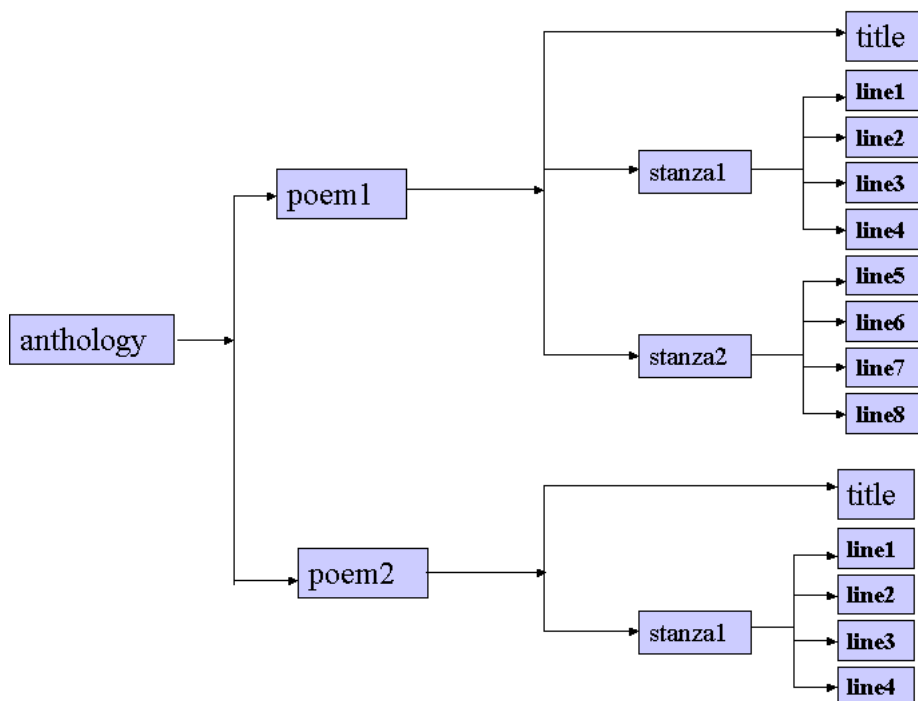 title
line1
line2
stanza1
line3
poem1
line4
line5
line6
anthology
stanza2
line7
line8
title
line1
poem2
line2
stanza1
line3
line4